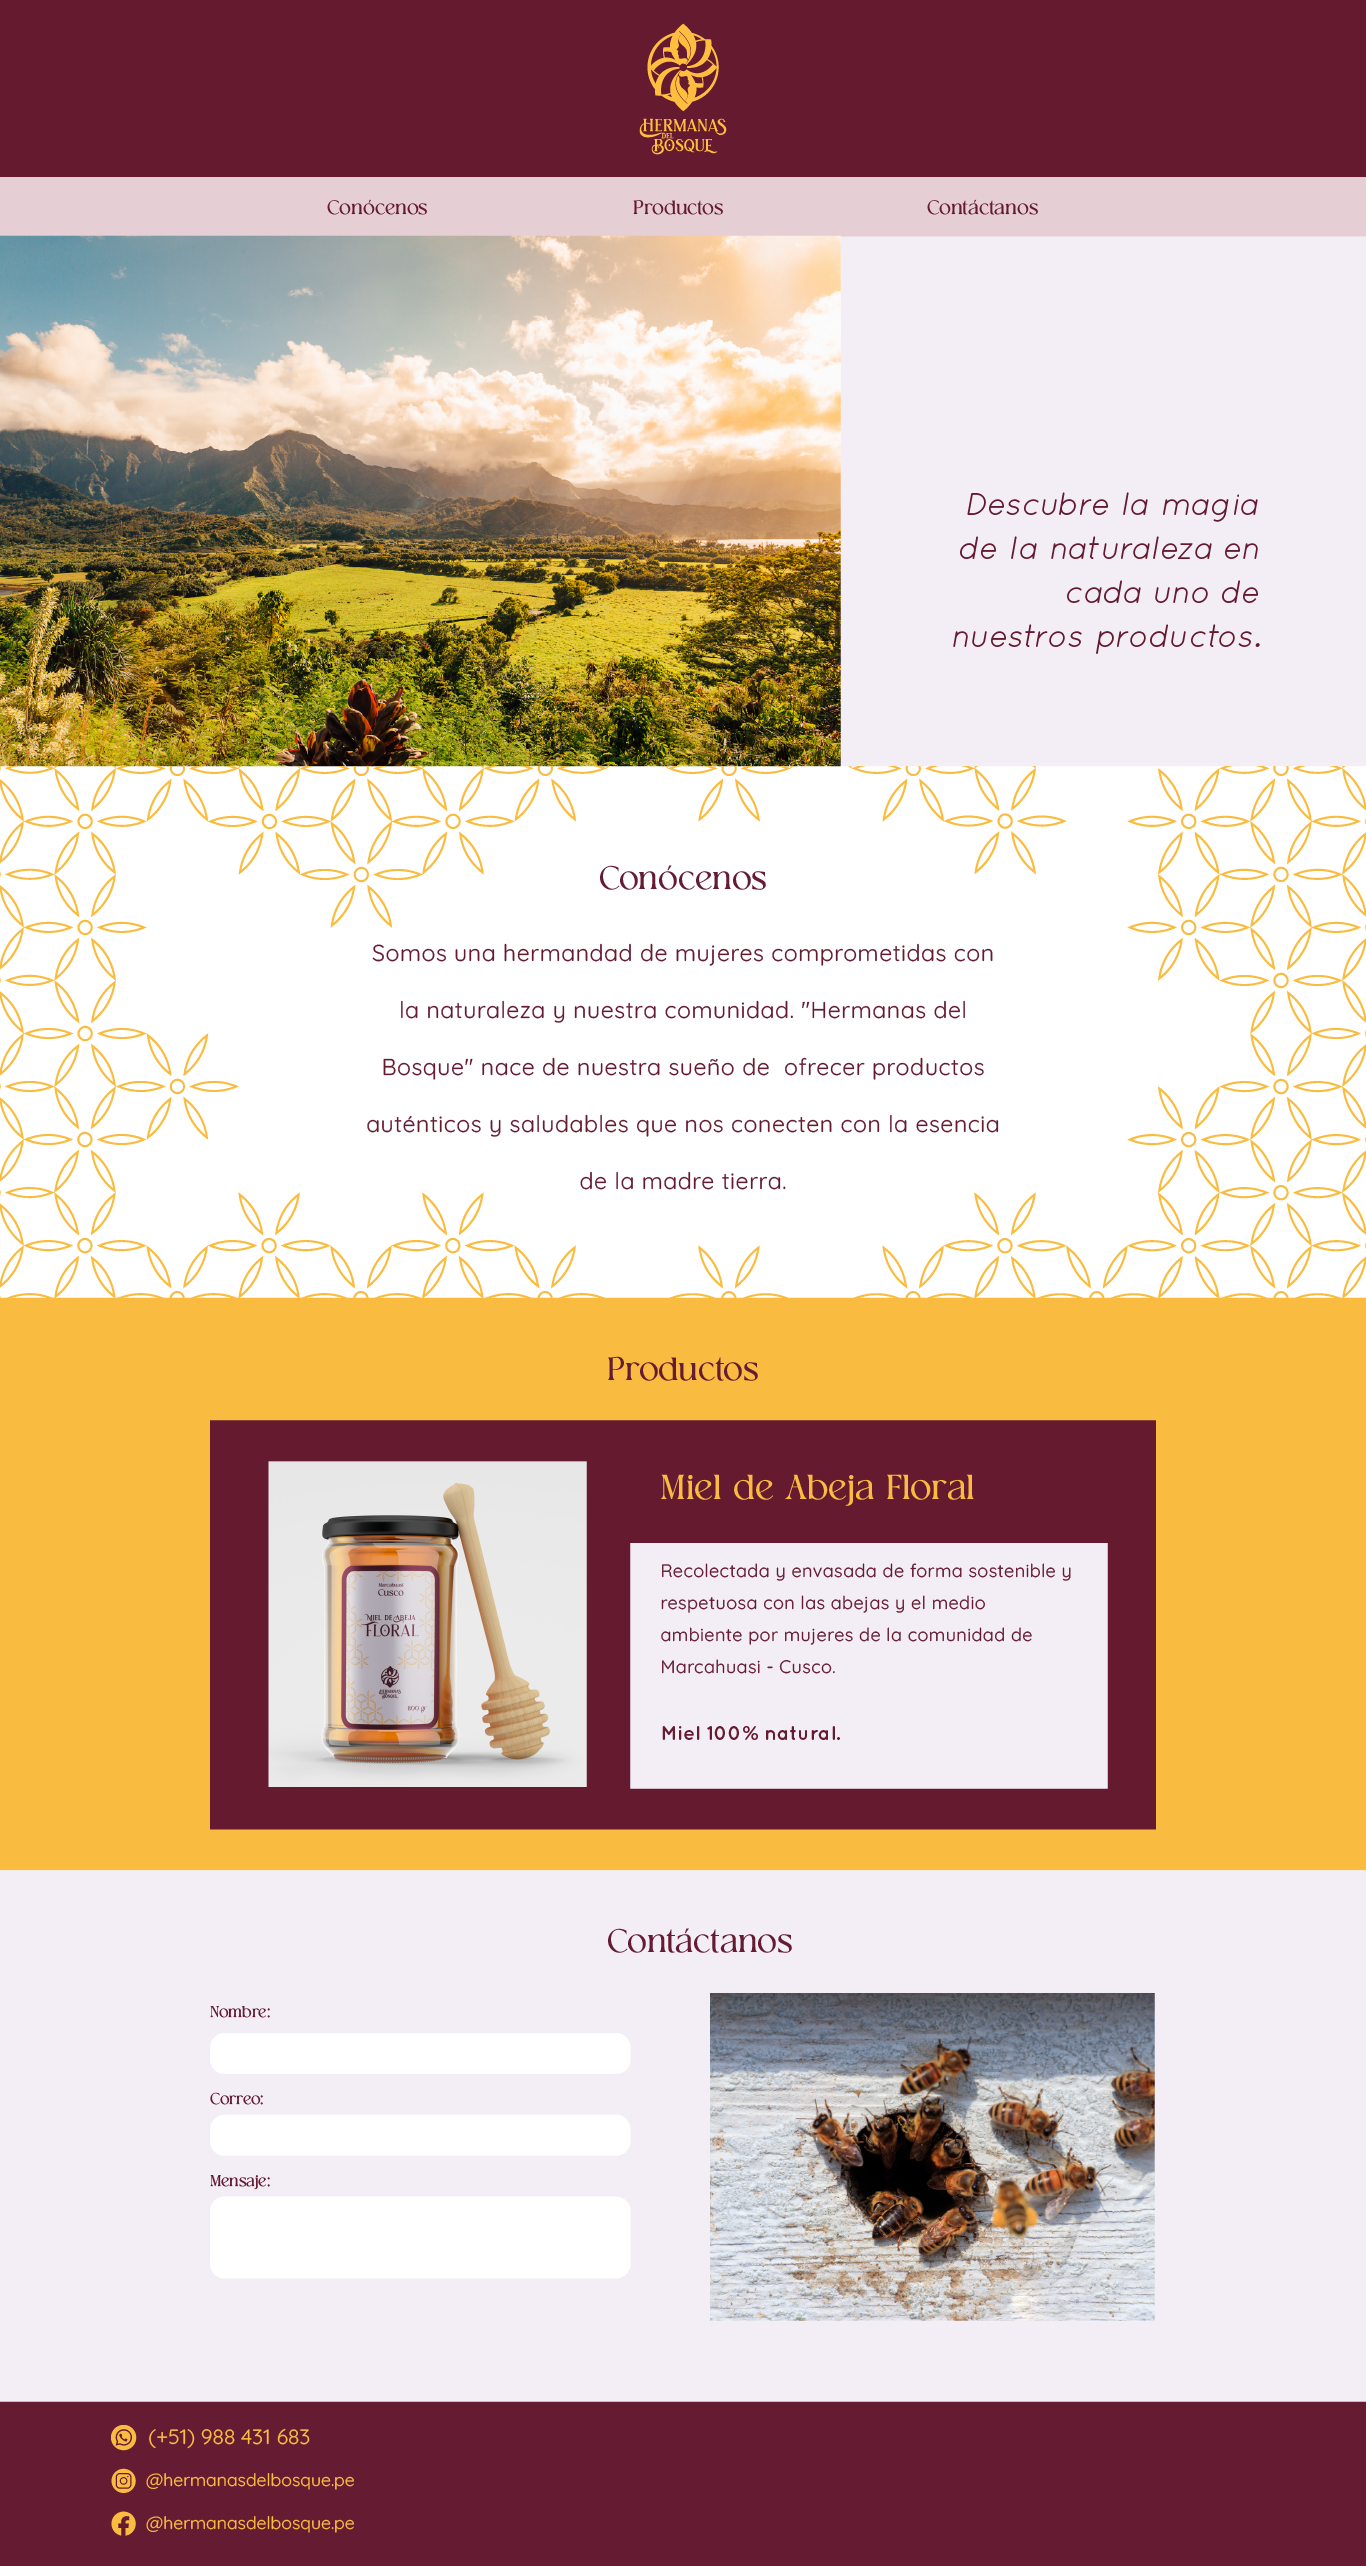 HERMANAS
DEL
BOSQUE
Conócenos Productos Contáctanos
Descubre la magia
de la naturaleza en
cada uno de
nuestros productos.
Conócenos
Somos una hermandad de mujeres comprometidas con
la naturaleza y nuestra comunidad. "Hermanas del
Bosque" nace de nuestra sueño de  ofrecer productos
auténticos y saludables que nos conecten con la esencia
de la madre tierra.
Productos
Marcahuasi
Cusco
MIEL DE ABEJA
FLORAL
HERMANAS
BOSQUE
800 gr
Miel de Abeja Floral
Recolectada y envasada de forma sostenible y
respetuosa con las abejas y el medio
ambiente por mujeres de la comunidad de
Marcahuasi - Cusco.
Miel 100% natural.
Contáctanos
Nombre:
Correo:
Mensaje:
(+51) 988 431 683
@hermanasdelbosque.pe
@hermanasdelbosque.pe